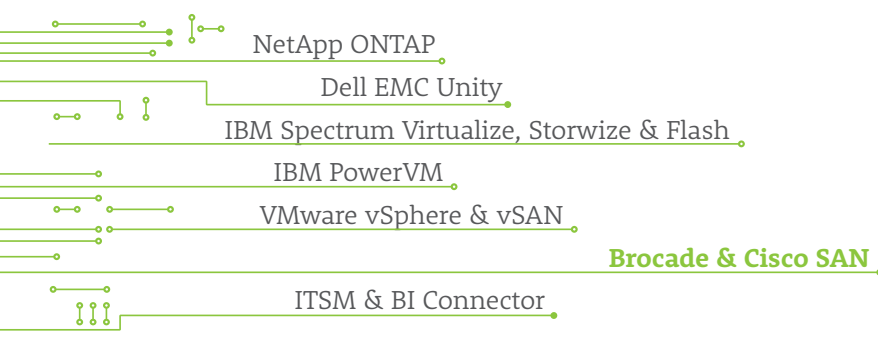 NetApp ONTAP
Dell EMC Unity
IBM Spectrum Virtualize, Storwize & Flash
IBM PowerVM
VMware vSphere & vSAN
Brocade & Cisco SAN
ITSM & BI Connector